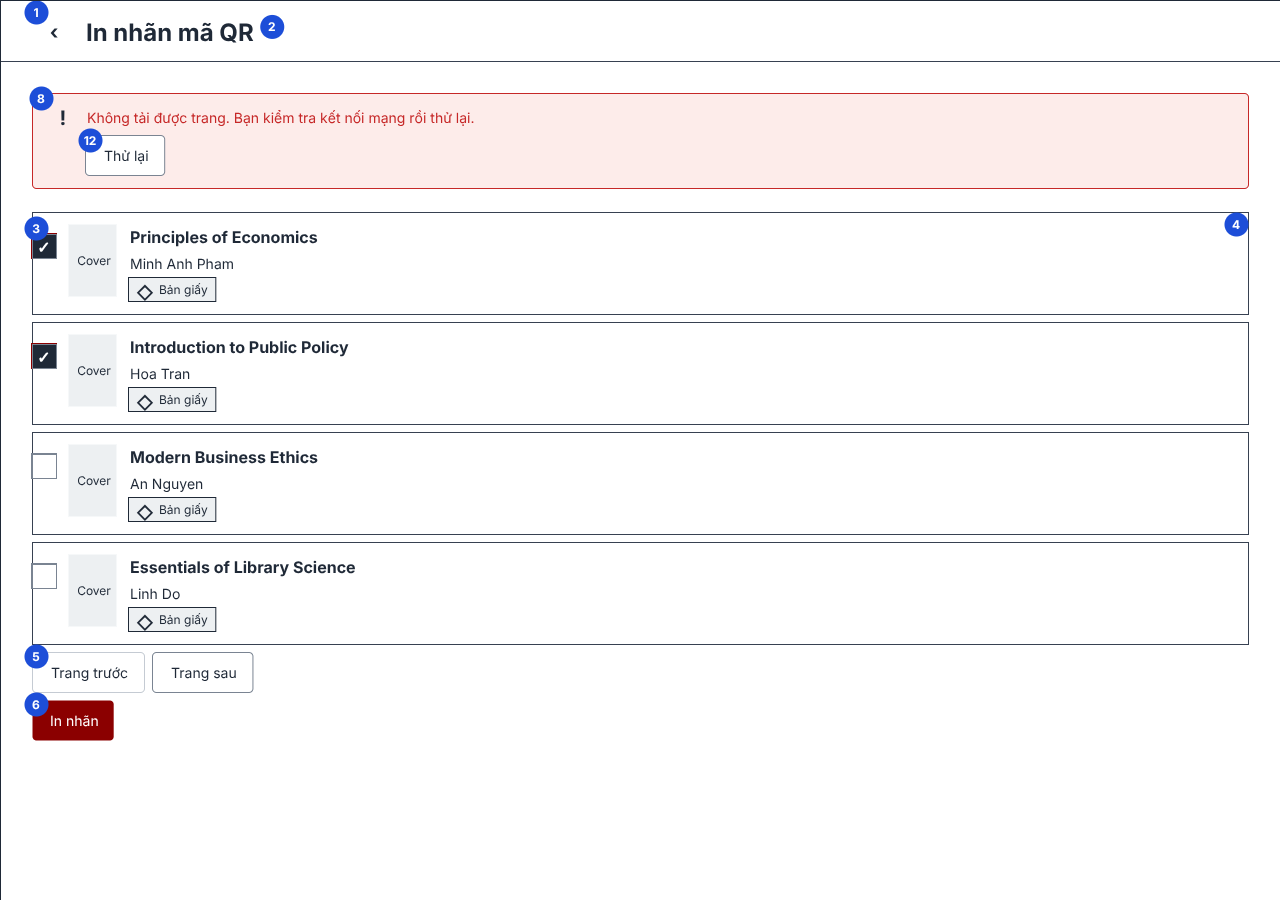 1
‹ In nhãn mã QR 2
8
! Không tải được trang. Bạn kiểm tra kết nối mạng rồi thử lại.
12
Thử lại
3
4
✓
Cover
Principles of Economics
Minh Anh Pham
Bản giấy
✓
Cover
Introduction to Public Policy
Hoa Tran
Bản giấy
Cover
Modern Business Ethics
An Nguyen
Bản giấy
Cover
Essentials of Library Science
Linh Do
Bản giấy
5
Trang trước Trang sau
6
In nhãn